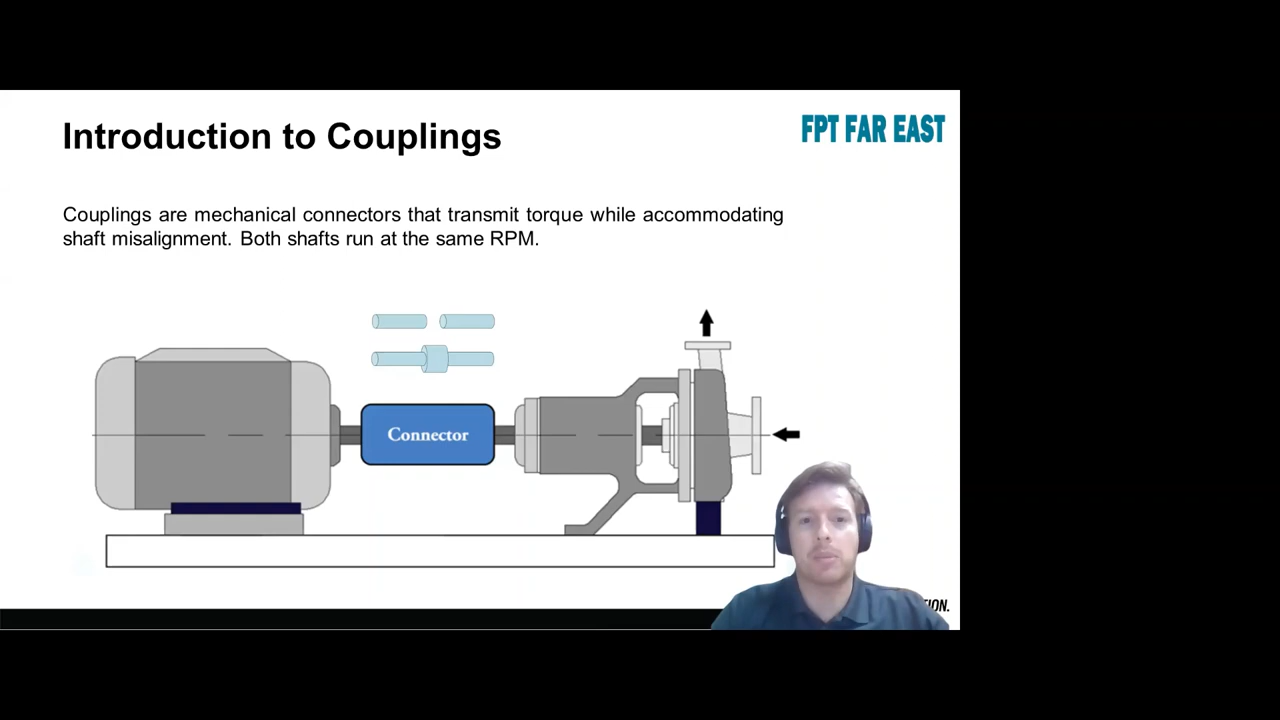 Introduction to Couplings
FPT FAR EAST
Couplings are mechanical connectors that transmit torque while accommodating
shaft misalignment. Both shafts run at the same RPM.
Connector